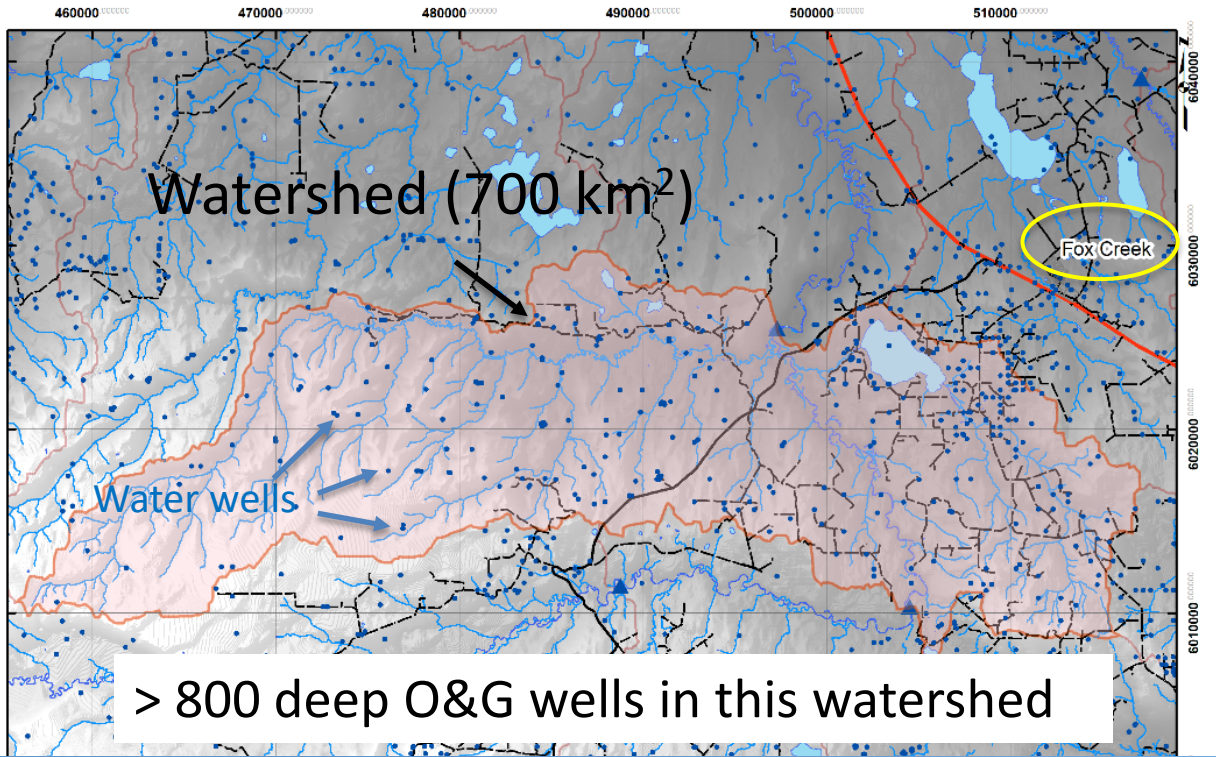 460000 470000 480000 490000 500000 510000
6040000
Watershed (700 km²)
Fox Creek
6030000
6020000
Water wells
6010000
> 800 deep O&G wells in this watershed